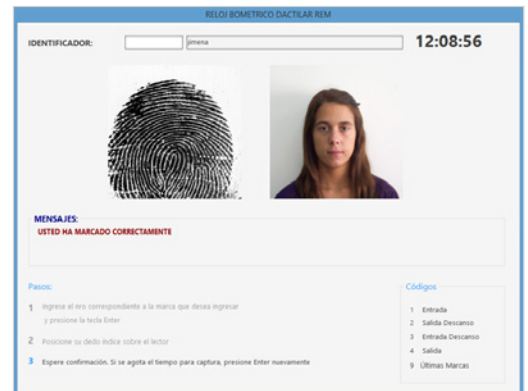 RELOJ BOMETRICO DACTILAR REM
IDENTIFICADOR:
jimena
12:08:56
MENSAJES:
USTED HA MARCADO CORRECTAMENTE
Pasos:
1 Ingrese el nro correspondiente a la marca que desea ingresar
y presione la tecla Enter
2 Posicione su dedo índice sobre el lector
3 Espere confirmación. Si se agota el tiempo para captura, presione Enter nuevamente
Códigos
1 Entrada
2 Salida Descanso
3 Entrada Descanso
4 Salida
9 Últimas Marcas